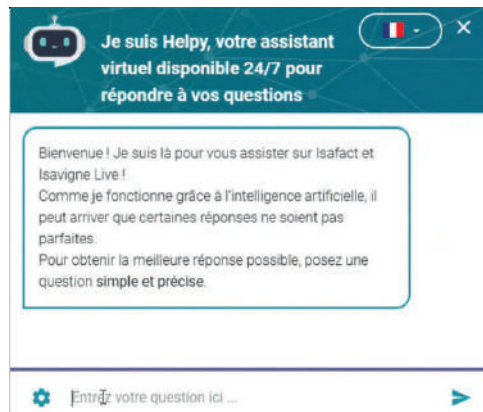 Je suis Helpy, votre assistant
virtuel disponible 24/7 pour
répondre à vos questions
Bienvenue ! Je suis là pour vous assister sur Isafact et
Isavigne Live !
Comme je fonctionne grâce à l'intelligence artificielle, il
peut arriver que certaines réponses ne soient pas
parfaites.
Pour obtenir la meilleure réponse possible, posez une
question simple et précise.
Entrez votre question ici ...